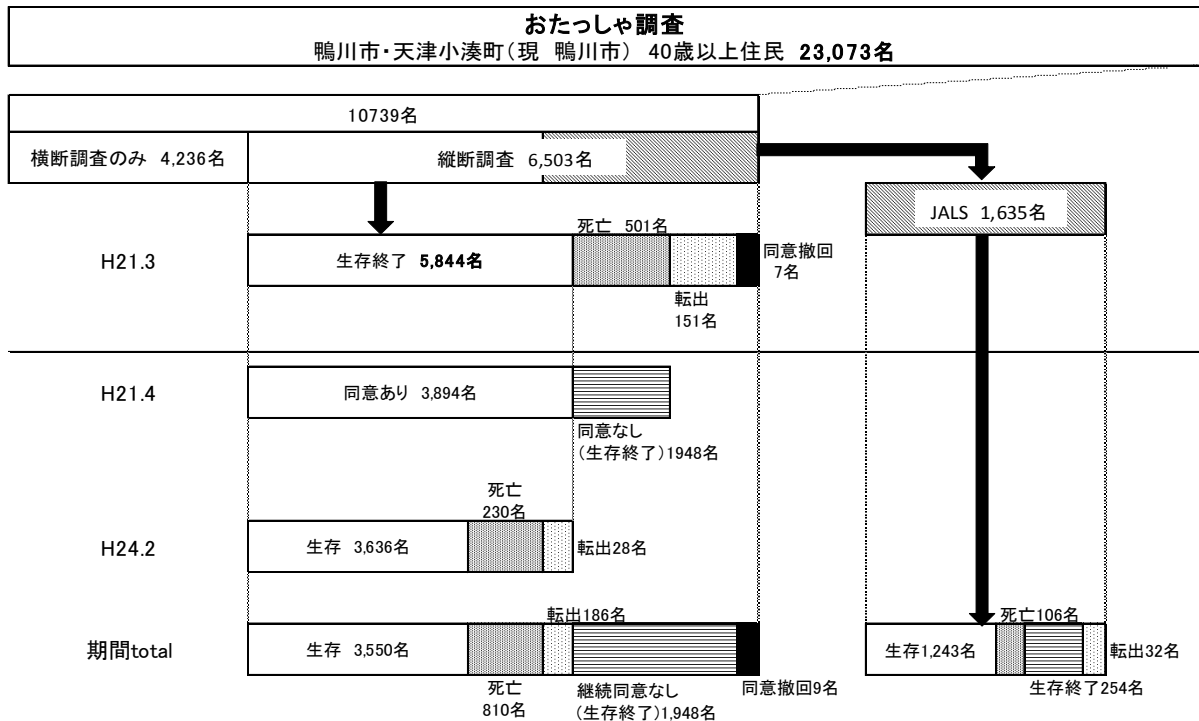 おたっしゃ調査
鴨川市・天津小湊町(現 鴨川市) 40歳以上住民 23,073名
10739名
横断調査のみ 4,236名
縦断調査 6,503名
JALS 1,635名
H21.3
生存終了 5,844名
死亡 501名
転出
151名
同意撤回
7名
H21.4
同意あり 3,894名
同意なし
(生存終了)1948名
H24.2
生存 3,636名
死亡
230名
転出28名
期間total
生存 3,550名
死亡
810名
転出186名
継続同意なし
(生存終了)1,948名
同意撤回9名
生存1,243名
死亡106名
転出32名
生存終了254名